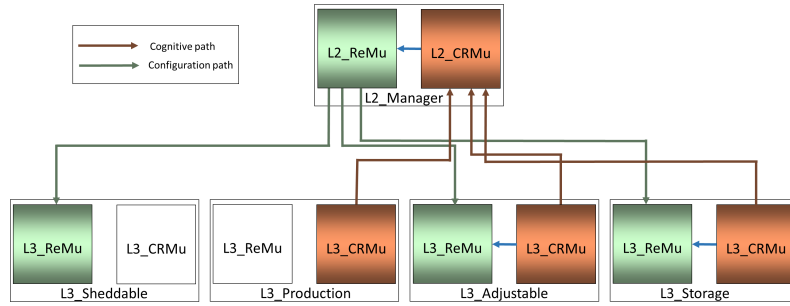 Cognitive path
Configuration path
L2_ReMu
L2_CRMu
L2_Manager
L3_ReMu
L3_CRMu
L3_Sheddable
L3_ReMu
L3_CRMu
L3_Production
L3_ReMu
L3_CRMu
L3_Adjustable
L3_ReMu
L3_CRMu
L3_Storage